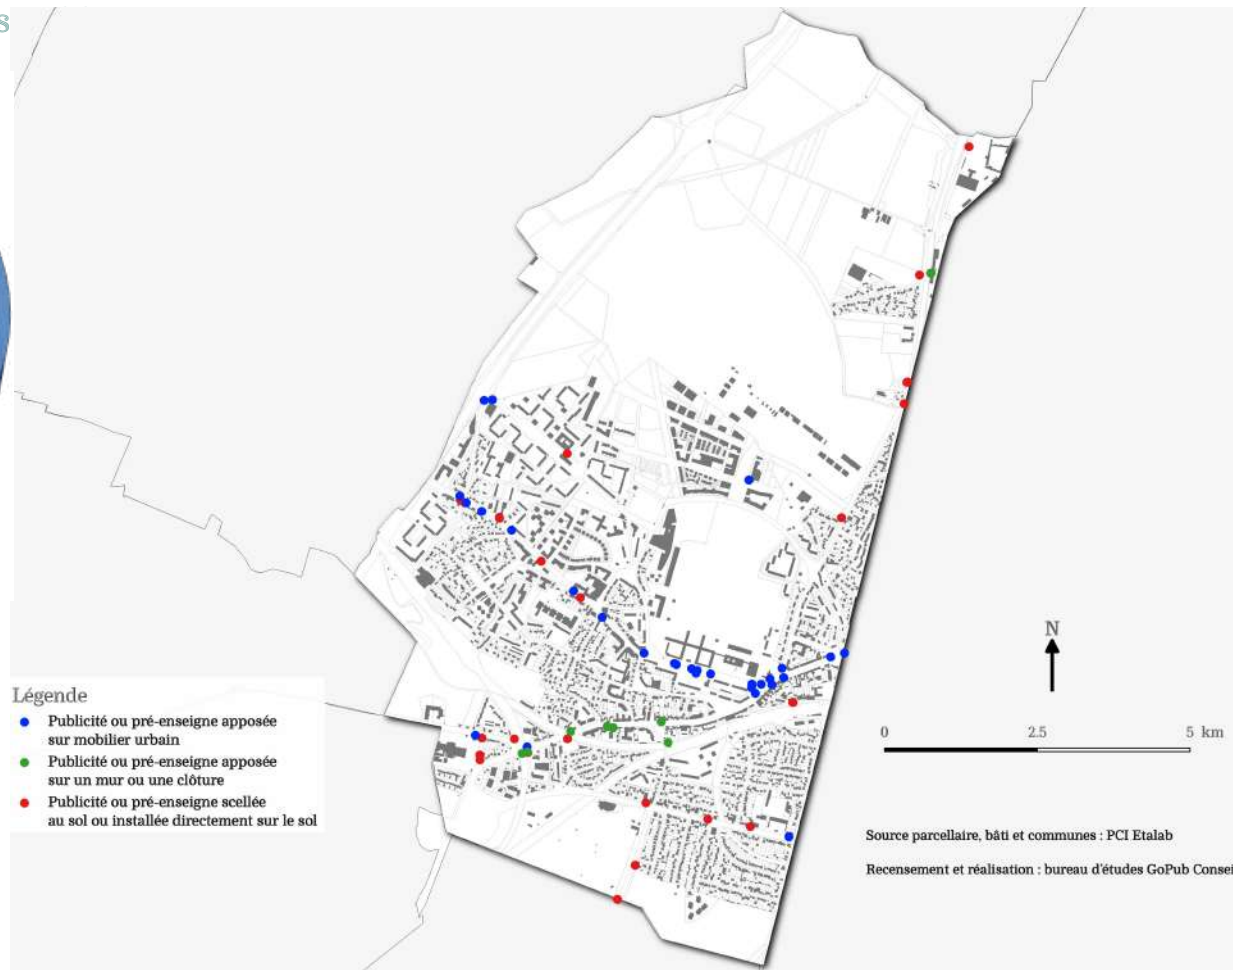 s
N
0 2.5 5 km
Légende
Publicité ou pré-enseigne apposée
sur mobilier urbain
Publicité ou pré-enseigne apposée
sur un mur ou une clôture
Publicité ou pré-enseigne scellée
au sol ou installée directement sur le sol
Source parcellaire, bâti et communes : PCI Etalab
Recensement et réalisation : bureau d'études GoPub Consei